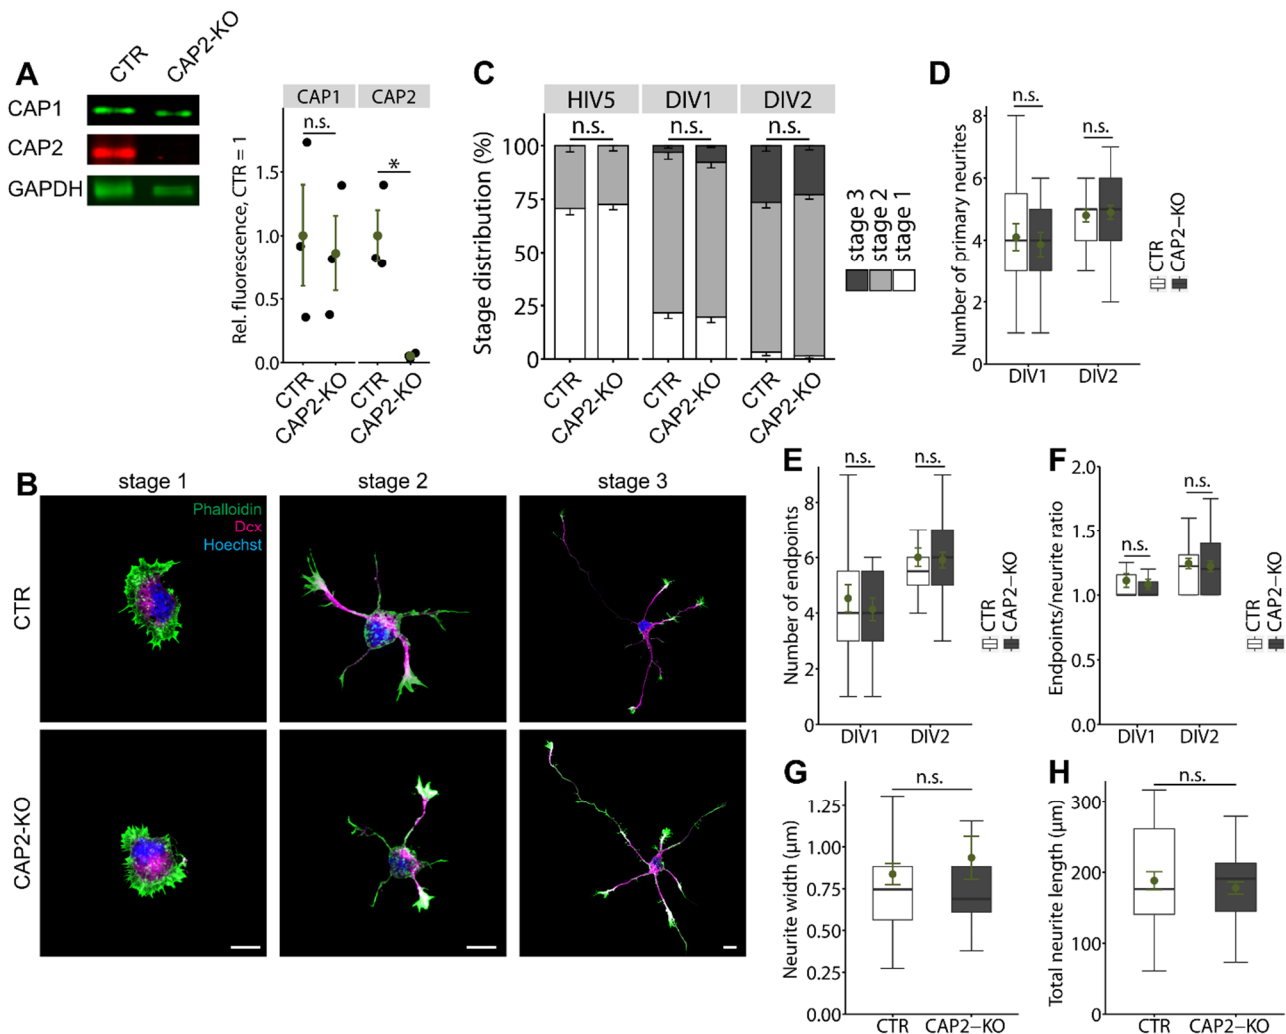 A
CTR
CAP2-KO
CAP1
CAP2
GAPDH
CAP1
CAP2
n.s.
*
Rel. fluorescence, CTR = 1
1.5
1.0
0.5
0.0
CTR
CAP2-KO
CTR
CAP2-KO
C
HIV5
DIV1
DIV2
n.s.
n.s.
n.s.
Stage distribution (%)
100
75
50
25
0
CTR
CAP2-KO
CTR
CAP2-KO
CTR
CAP2-KO
stage 3
stage 2
stage 1
D
n.s.
n.s.
Number of primary neurites
8
6
4
2
0
DIV1
DIV2
CTR
CAP2-KO
B
stage 1
stage 2
stage 3
Phalloidin
Dcx
Hoechst
CTR
CAP2-KO
E
n.s.
n.s.
Number of endpoints
8
6
4
2
0
DIV1
DIV2
CTR
CAP2-KO
F
n.s.
n.s.
Endpoints/neurite ratio
2.0
1.5
1.0
0.5
0.0
DIV1
DIV2
CTR
CAP2-KO
G
n.s.
Neurite width (μm)
1.25
1.00
0.75
0.50
0.25
0.00
CTR
CAP2-KO
H
n.s.
Total neurite length (μm)
300
200
100
0
CTR
CAP2-KO